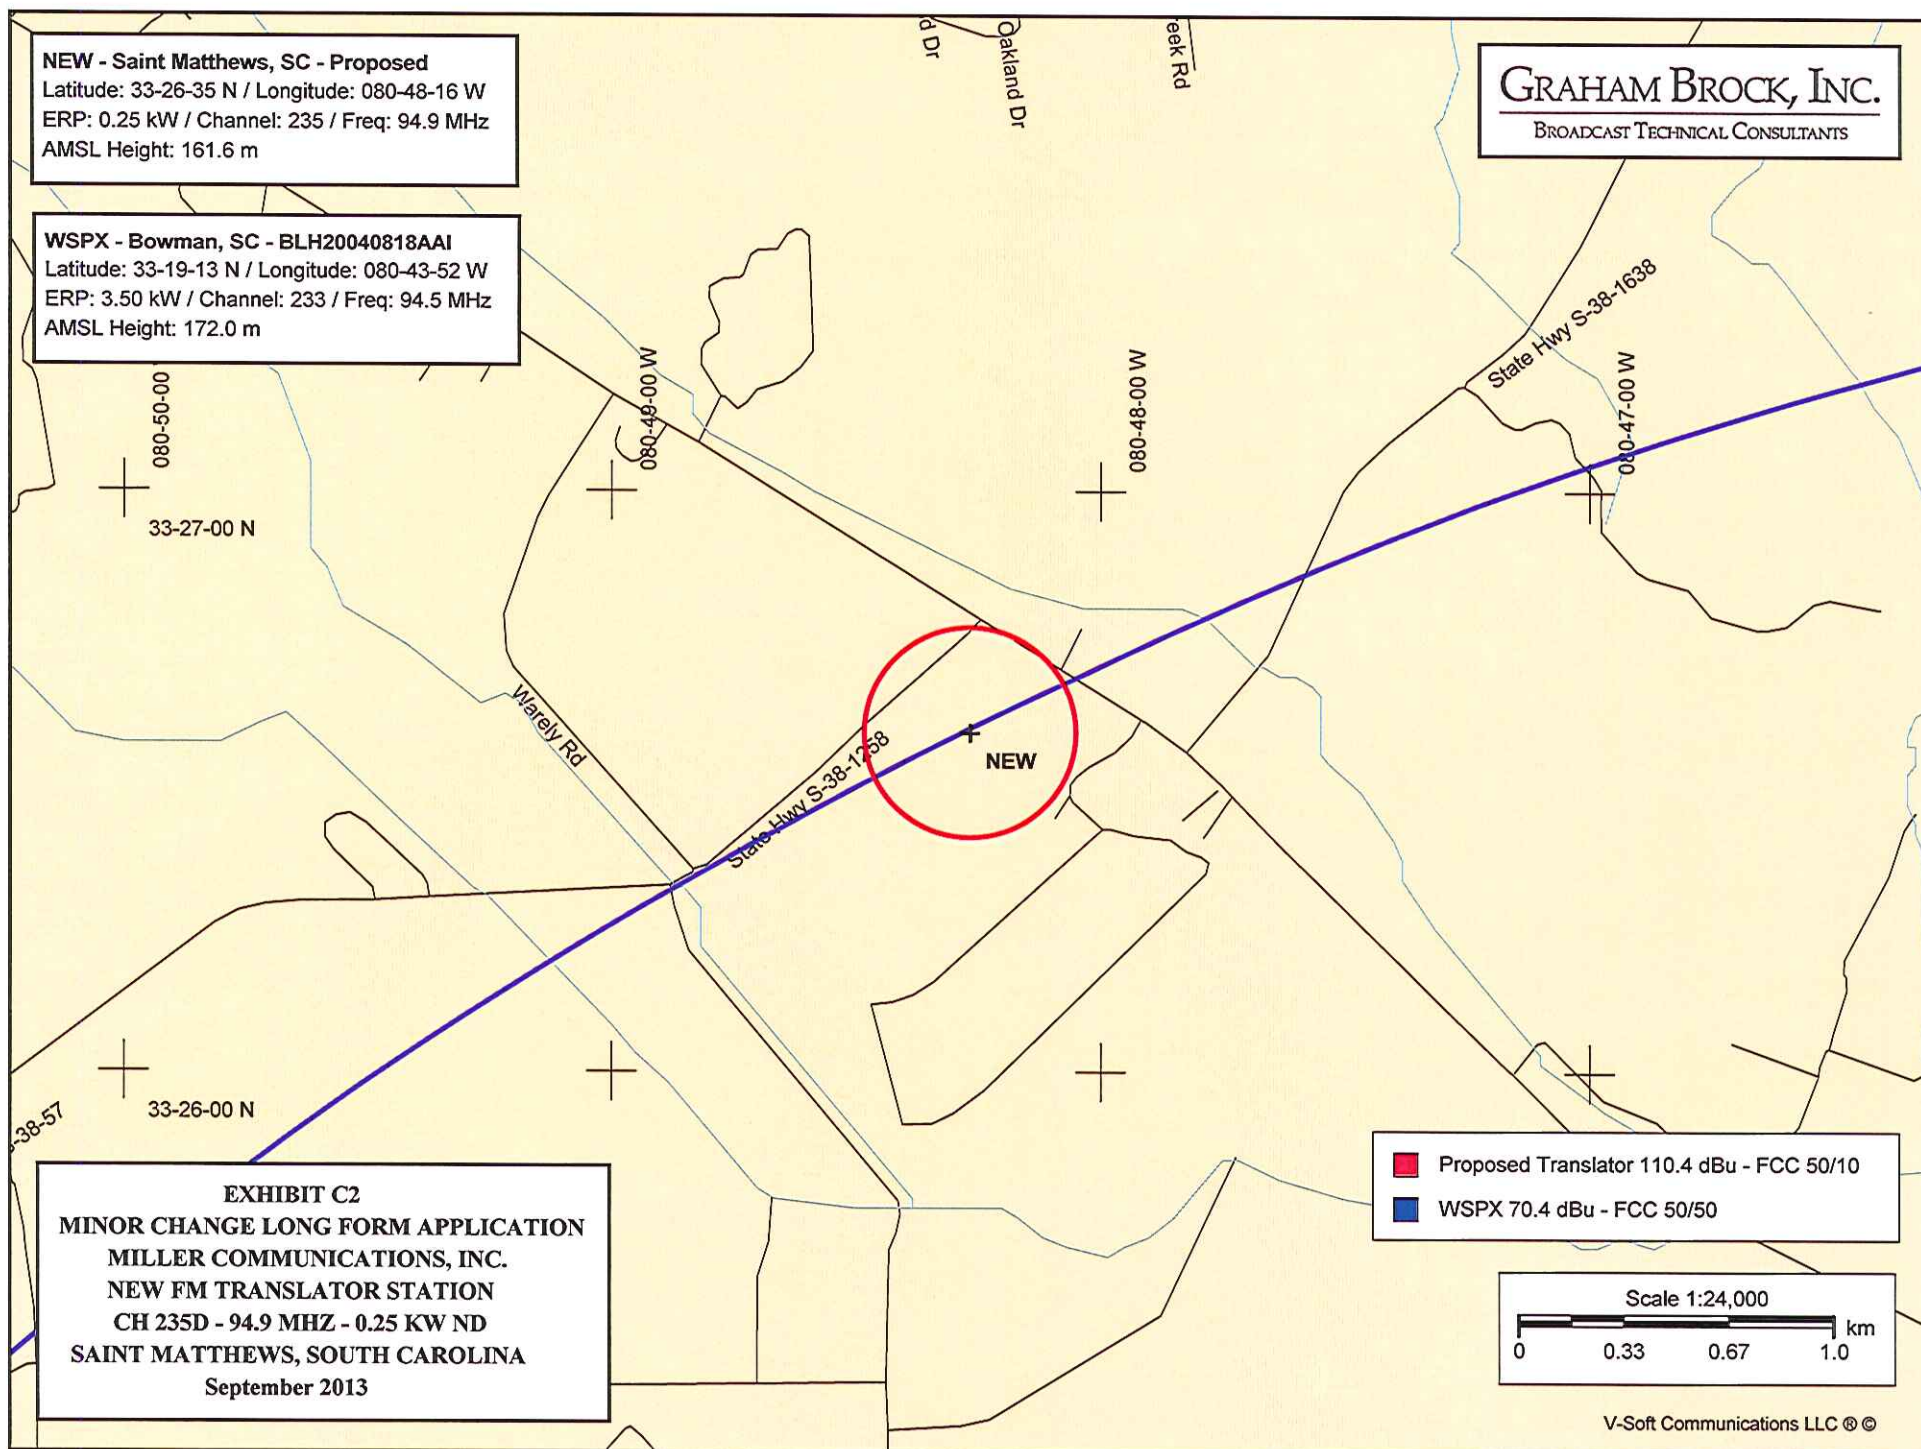 NEW - Saint Matthews, SC - Proposed
Latitude: 33-26-35 N / Longitude: 080-48-16 W
ERP: 0.25 kW / Channel: 235 / Freq: 94.9 MHz
AMSL Height: 161.6 m
WSPX - Bowman, SC - BLH20040818AAI
Latitude: 33-19-13 N / Longitude: 080-43-52 W
ERP: 3.50 kW / Channel: 233 / Freq: 94.5 MHz
AMSL Height: 172.0 m
d Dr
Oakland Dr
eek Rd
GRAHAM BROCK, INC.
BROADCAST TECHNICAL CONSULTANTS
State Hwy S-38-1638
080-50-00
080-49-00 W
080-48-00 W
080-47-00 W
33-27-00 N
Warely Rd
State Hwy S-38-1258
NEW
33-26-00 N
-38-57
EXHIBIT C2
MINOR CHANGE LONG FORM APPLICATION
MILLER COMMUNICATIONS, INC.
NEW FM TRANSLATOR STATION
CH 235D - 94.9 MHZ - 0.25 KW ND
SAINT MATTHEWS, SOUTH CAROLINA
September 2013
Proposed Translator 110.4 dBu - FCC 50/10
WSPX 70.4 dBu - FCC 50/50
Scale 1:24,000
km
0 0.33 0.67 1.0
V-Soft Communications LLC ® ©